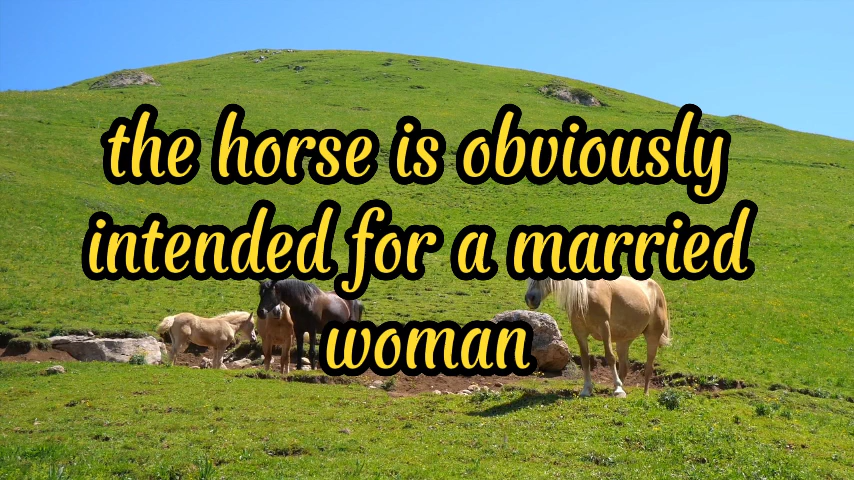 the horse is obviously
intended for a married
woman